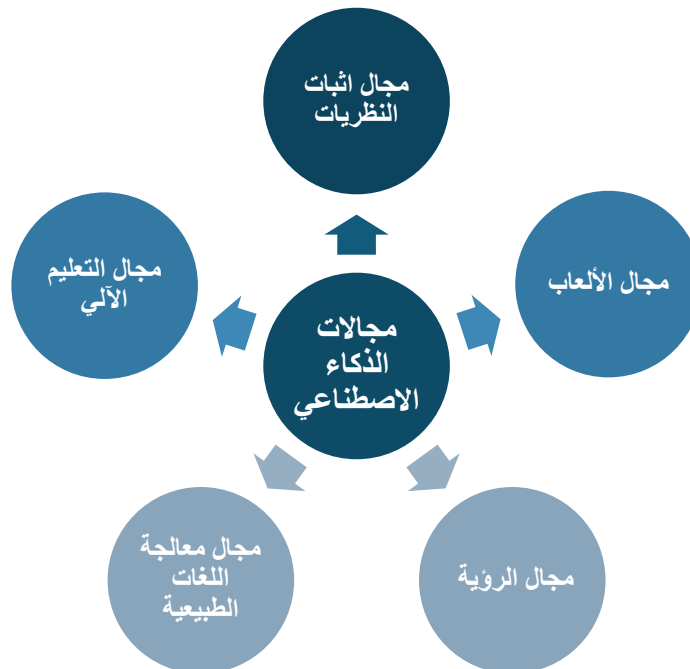 مجال اثبات
النظريات
مجال الألعاب
مجال التعليم
الآلي
مجالات
الذكاء
الاصطناعي
مجال معالجة
اللغات
الطبيعية
مجال الرؤية